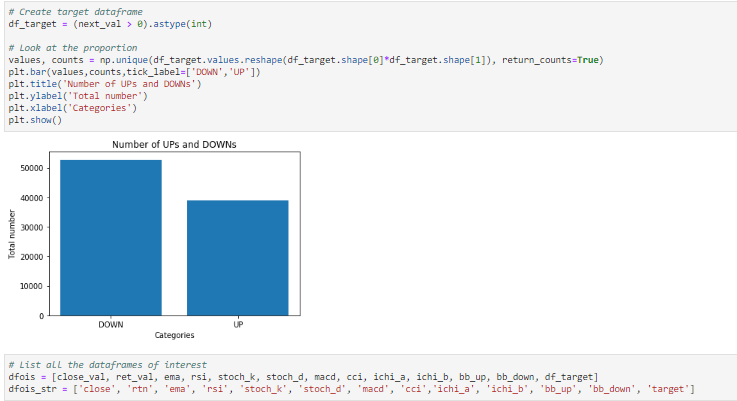 # Create target dataframe
df_target = (next_val > 0).astype(int)
# Look at the proportion
values, counts = np.unique(df_target.values.reshape(df_target.shape[0]*df_target.shape[1]), return_counts=True)
plt.bar(values,counts,tick_label=['DOWN','UP'])
plt.title('Number of UPs and DOWNs')
plt.ylabel('Total number')
plt.xlabel('Categories')
plt.show()
Number of UPs and DOWNs
50000
40000
30000
20000
10000
0
Total number
DOWN UP
Categories
# List all the dataframes of interest
dfois = [close_val, ret_val, ema, rsi, stoch_k, stoch_d, macd, cci, ichi_a, ichi_b, bb_up, bb_down, df_target]
dfois_str = ['close', 'rtn', 'ema', 'rsi', 'stoch_k', 'stoch_d', 'macd', 'cci','ichi_a', 'ichi_b', 'bb_up', 'bb_down', 'target']